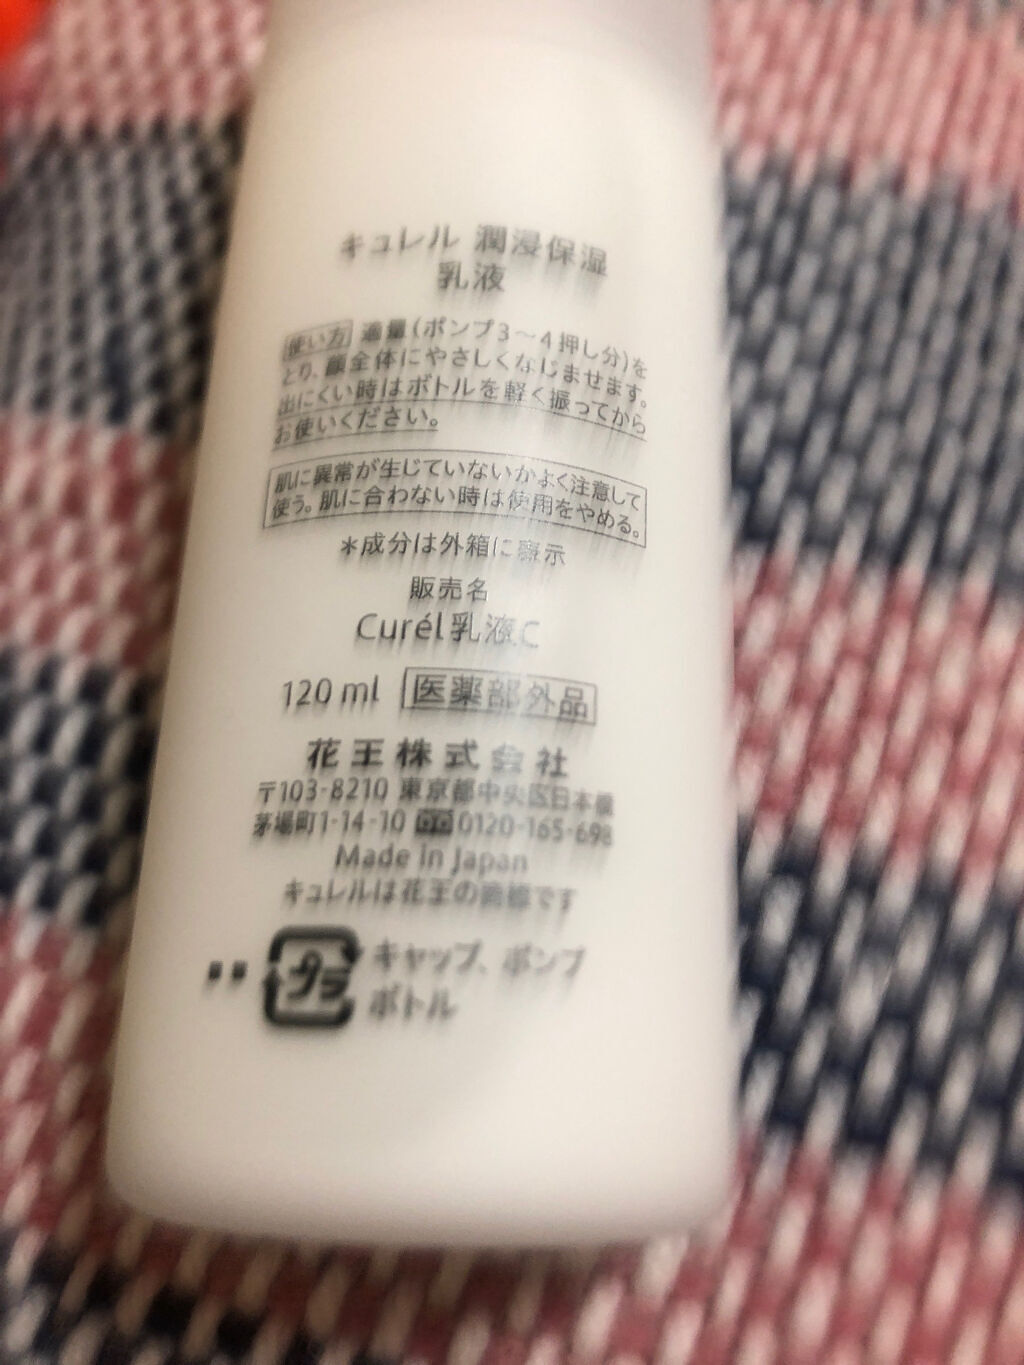 キュレル 潤浸保湿
乳液
使い方 適量(ポンプ3〜4押し分)を
とり、顔全体にやさしくなじませます。
出にくい時はボトルを軽く振ってから
お使いください。
肌に異常が生じていないかよく注意して
使う。肌に合わない時は使用をやめる。
*成分は外箱に表示
販売名
Curél乳液C
120 ml 医薬部外品
花王株式会社
〒103-8210 東京都中央区日本橋
茅場町1-14-10 0120-165-698
Made in Japan
キュレルは花王の商標です
プラ キャップ、ポンプ
ボトル